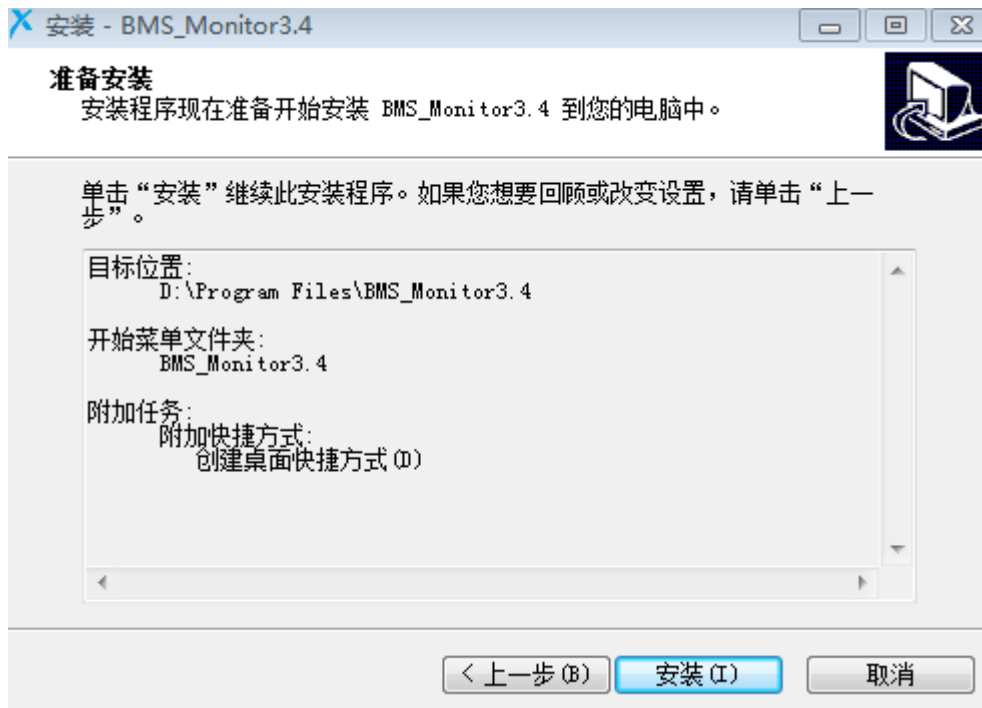 安装 - BMS_Monitor3.4
准备安装
安装程序现在准备开始安装 BMS_Monitor3.4 到您的电脑中。
单击“安装”继续此安装程序。如果您想要回顾或改变设置，请单击“上一
步”。
目标位置:
D:\Program Files\BMS_Monitor3.4
开始菜单文件夹:
BMS_Monitor3.4
附加任务:
附加快捷方式:
创建桌面快捷方式(D)
< 上一步(B)
安装(I)
取消